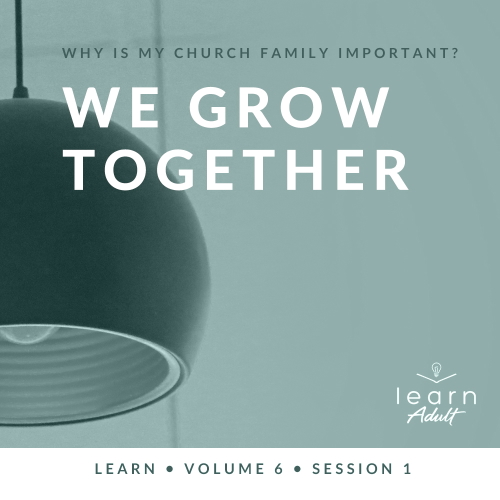 WHY IS MY CHURCH FAMILY IMPORTANT?
WE GROW
TOGETHER
learn
Adult
LEARN • VOLUME 6 • SESSION 1